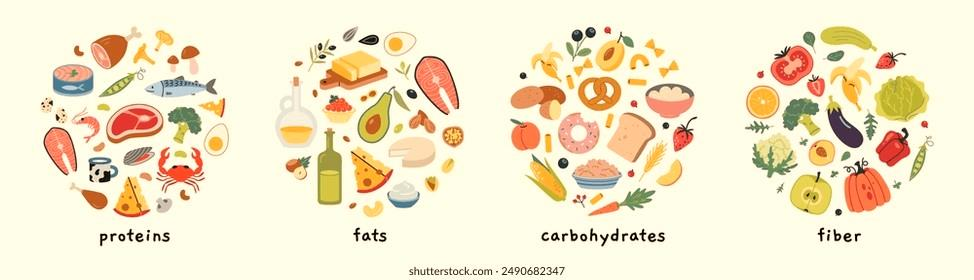 proteins fats carbohydrates fiber
shutterstock.com · 2490682347